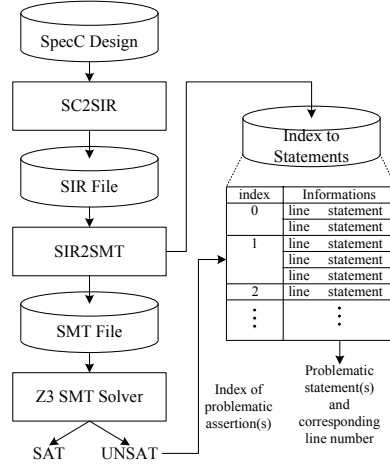 SpecC Design
SC2SIR
SIR File
SIR2SMT
SMT File
Z3 SMT Solver
SAT UNSAT
Index to
Statements
index Informations
0 line statement
1 line statement
line statement
line statement
2 line statement
Index of
problematic
assertion(s)
Problematic
statement(s)
and
corresponding
line number